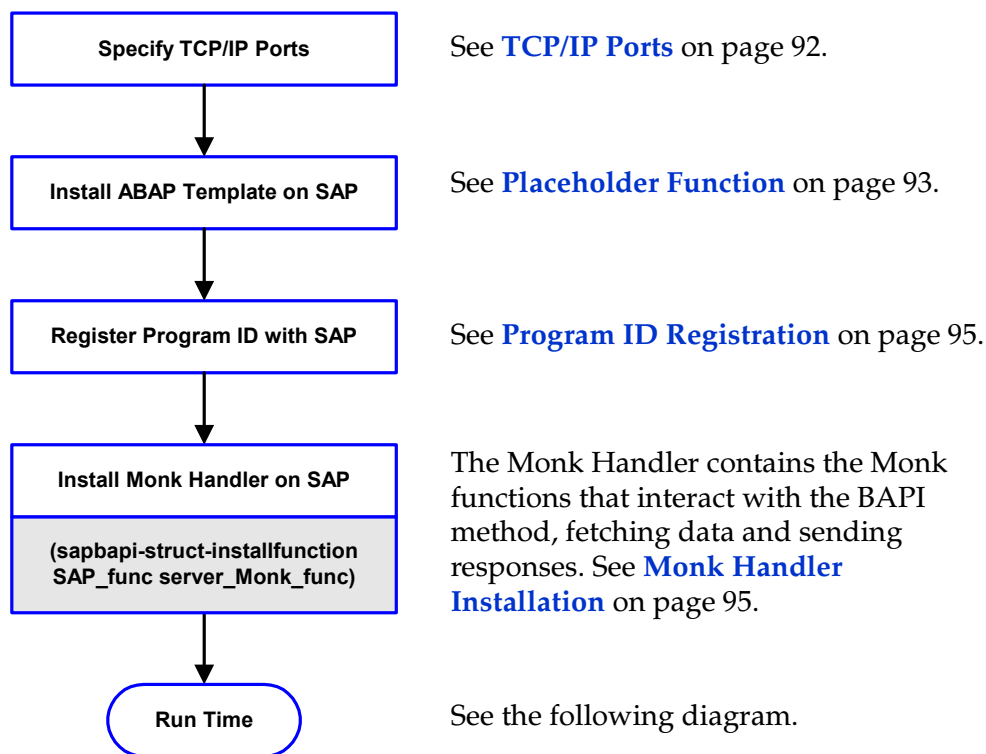 Specify TCP/IP Ports
See TCP/IP Ports on page 92.
Install ABAP Template on SAP
See Placeholder Function on page 93.
Register Program ID with SAP
See Program ID Registration on page 95.
Install Monk Handler on SAP
(sapbapi-struct-installfunction
SAP_func server_Monk_func)
The Monk Handler contains the Monk
functions that interact with the BAPI
method, fetching data and sending
responses. See Monk Handler
Installation on page 95.
Run Time
See the following diagram.